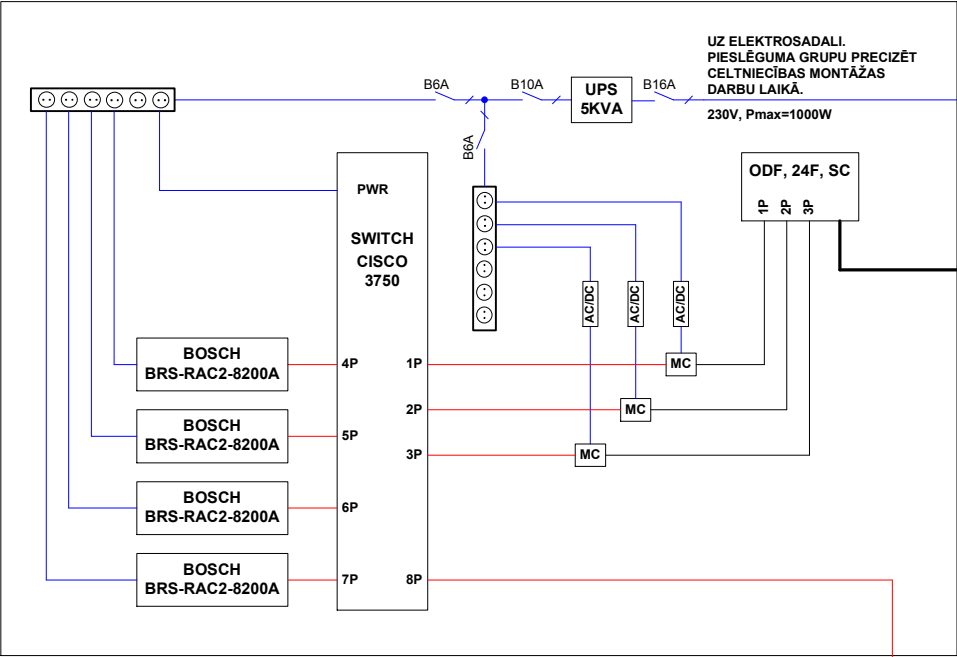 UZ ELEKTROSADALI.
PIESLĒGUMA GRUPU PRECIZĒT
CELTNIECĪBAS MONTĀŽAS
DARBU LAIKĀ.
230V, Pmax=1000W
B6A
B10A
UPS
5KVA
B16A
B6A
ODF, 24F, SC
1P
2P
3P
PWR
SWITCH
CISCO
3750
AC/DC
AC/DC
AC/DC
BOSCH
BRS-RAC2-8200A
4P
1P
MC
2P
MC
BOSCH
BRS-RAC2-8200A
5P
3P
MC
BOSCH
BRS-RAC2-8200A
6P
BOSCH
BRS-RAC2-8200A
7P
8P